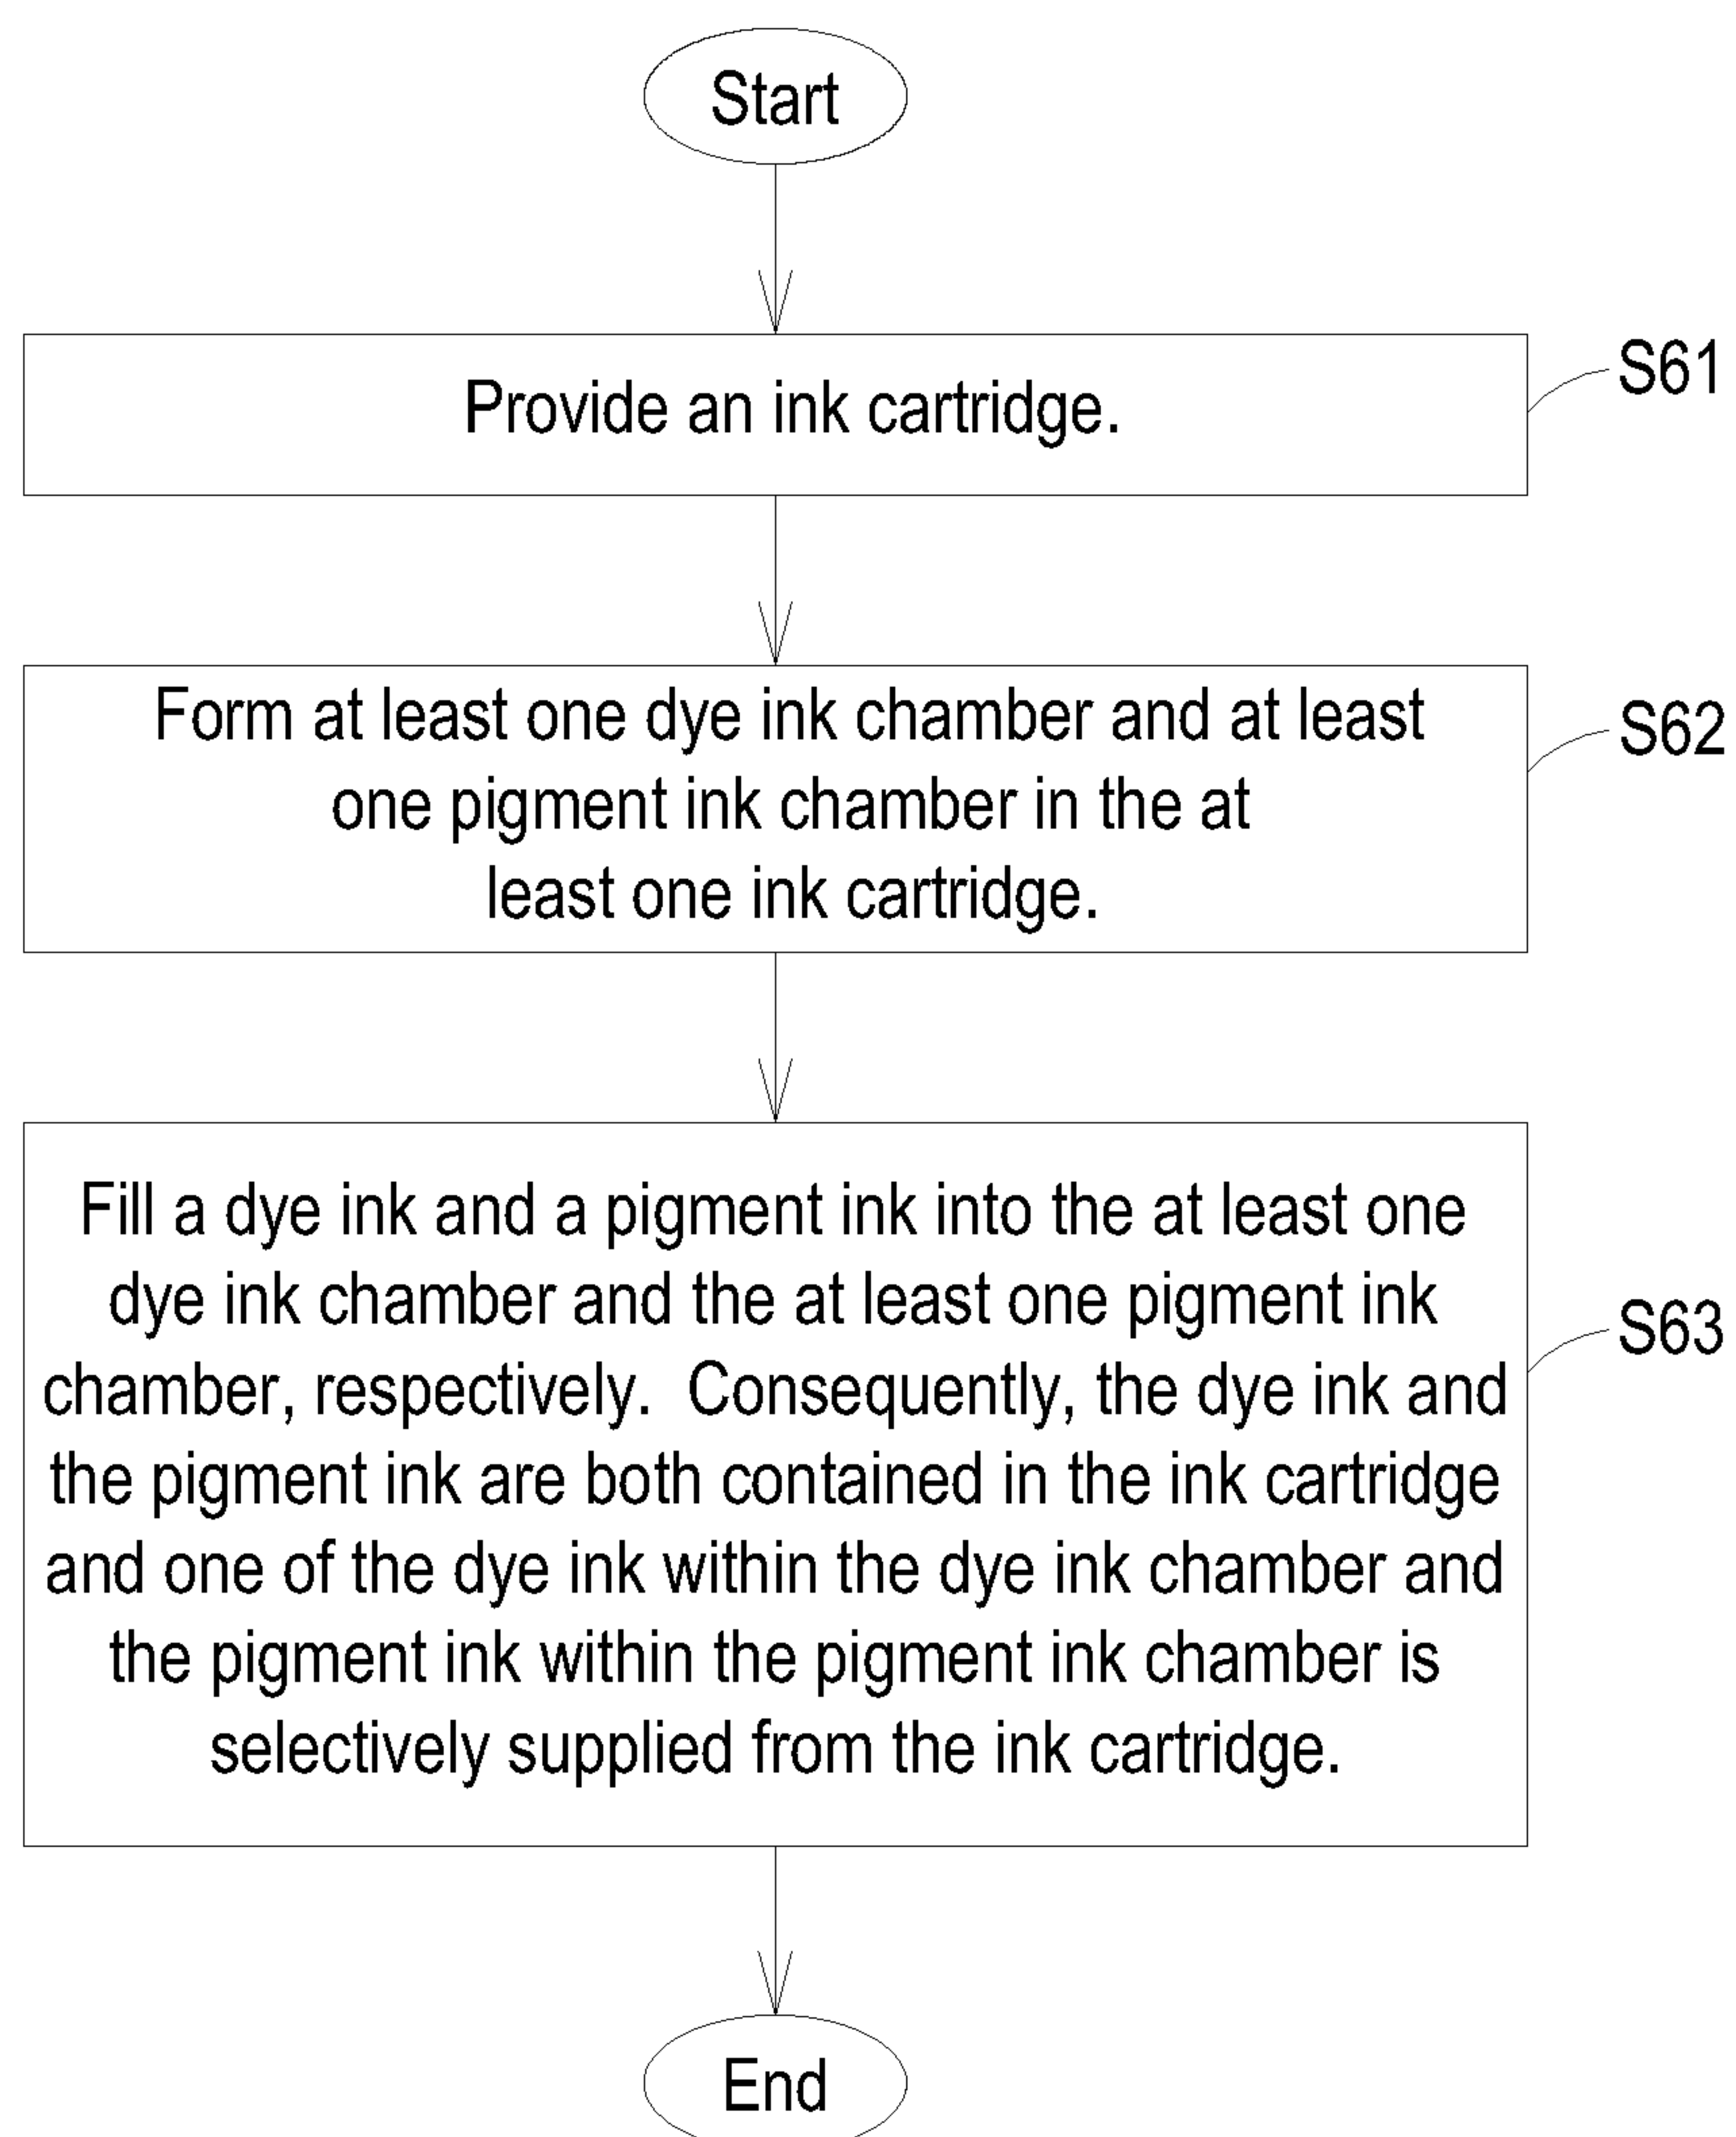 Start
Provide an ink cartridge.
S61
Form at least one dye ink chamber and at least
one pigment ink chamber in the at
least one ink cartridge.
S62
Fill a dye ink and a pigment ink into the at least one
dye ink chamber and the at least one pigment ink
chamber, respectively.  Consequently, the dye ink and
the pigment ink are both contained in the ink cartridge
and one of the dye ink within the dye ink chamber and
the pigment ink within the pigment ink chamber is
selectively supplied from the ink cartridge.
S63
End